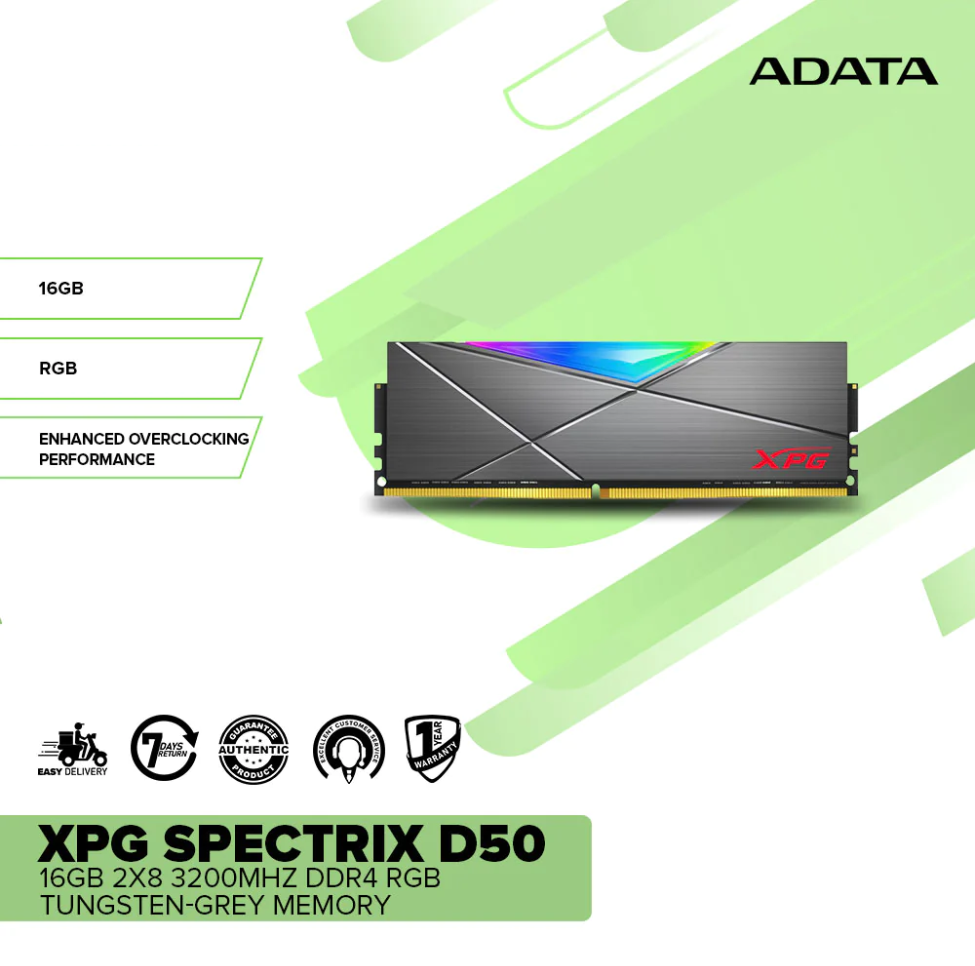 ADATA
16GB
RGB
ENHANCED OVERCLOCKING
PERFORMANCE
XPG
EASY DELIVERY
7 DAYS
RETURN
GUARANTEE
AUTHENTIC
PRODUCT
EXCELLENT CUSTOMER SERVICE
1 YEAR
WARRANTY
XPG SPECTRIX D50
16GB 2X8 3200MHZ DDR4 RGB
TUNGSTEN-GREY MEMORY